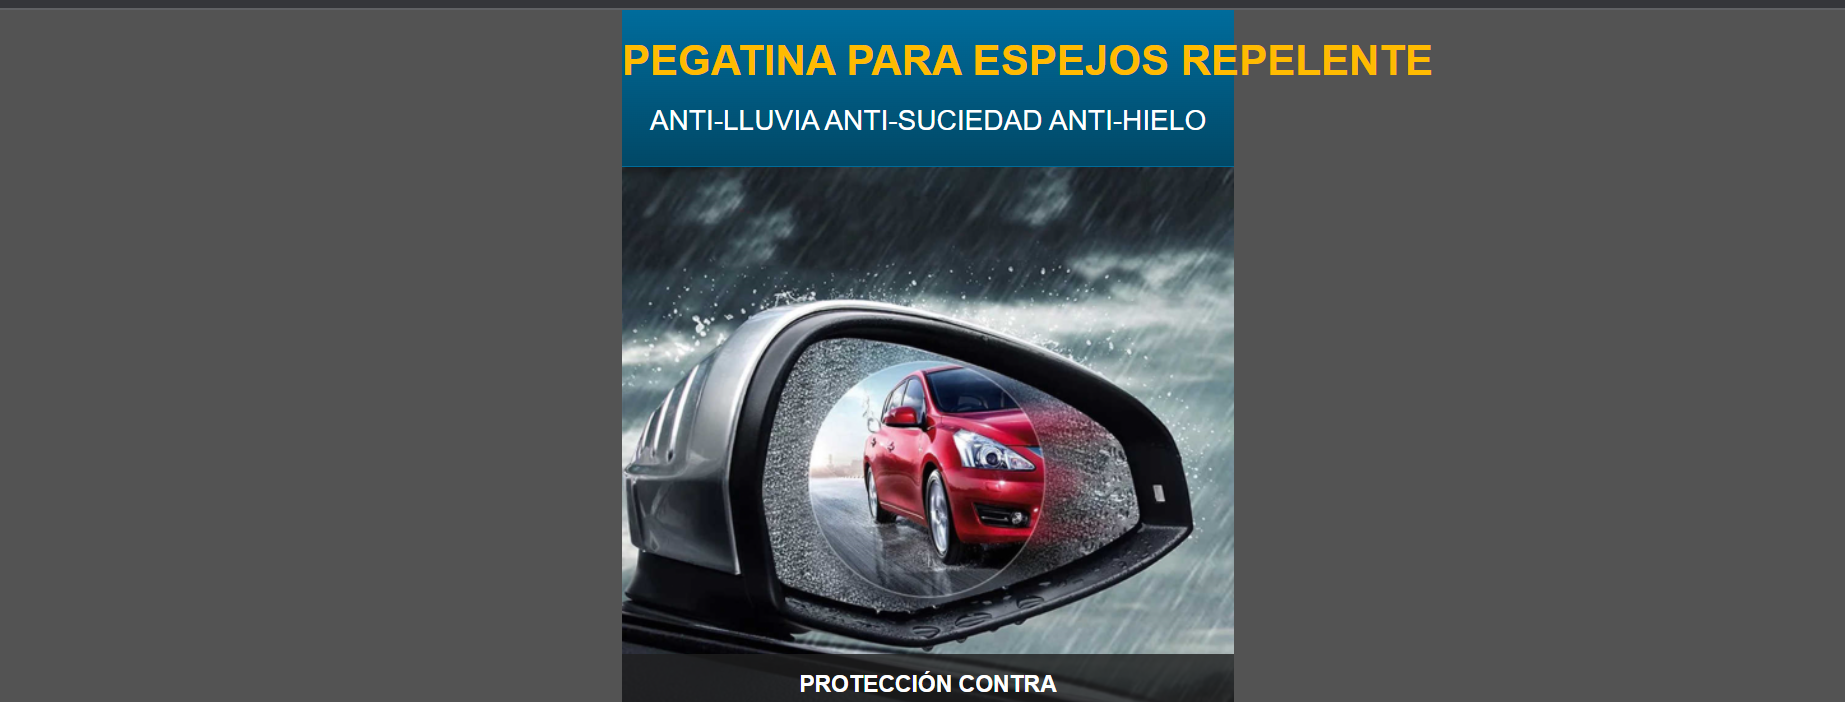 PEGATINA PARA ESPEJOS REPELENTE
ANTI-LLUVIA ANTI-SUCIEDAD ANTI-HIELO
PROTECCIÓN CONTRA